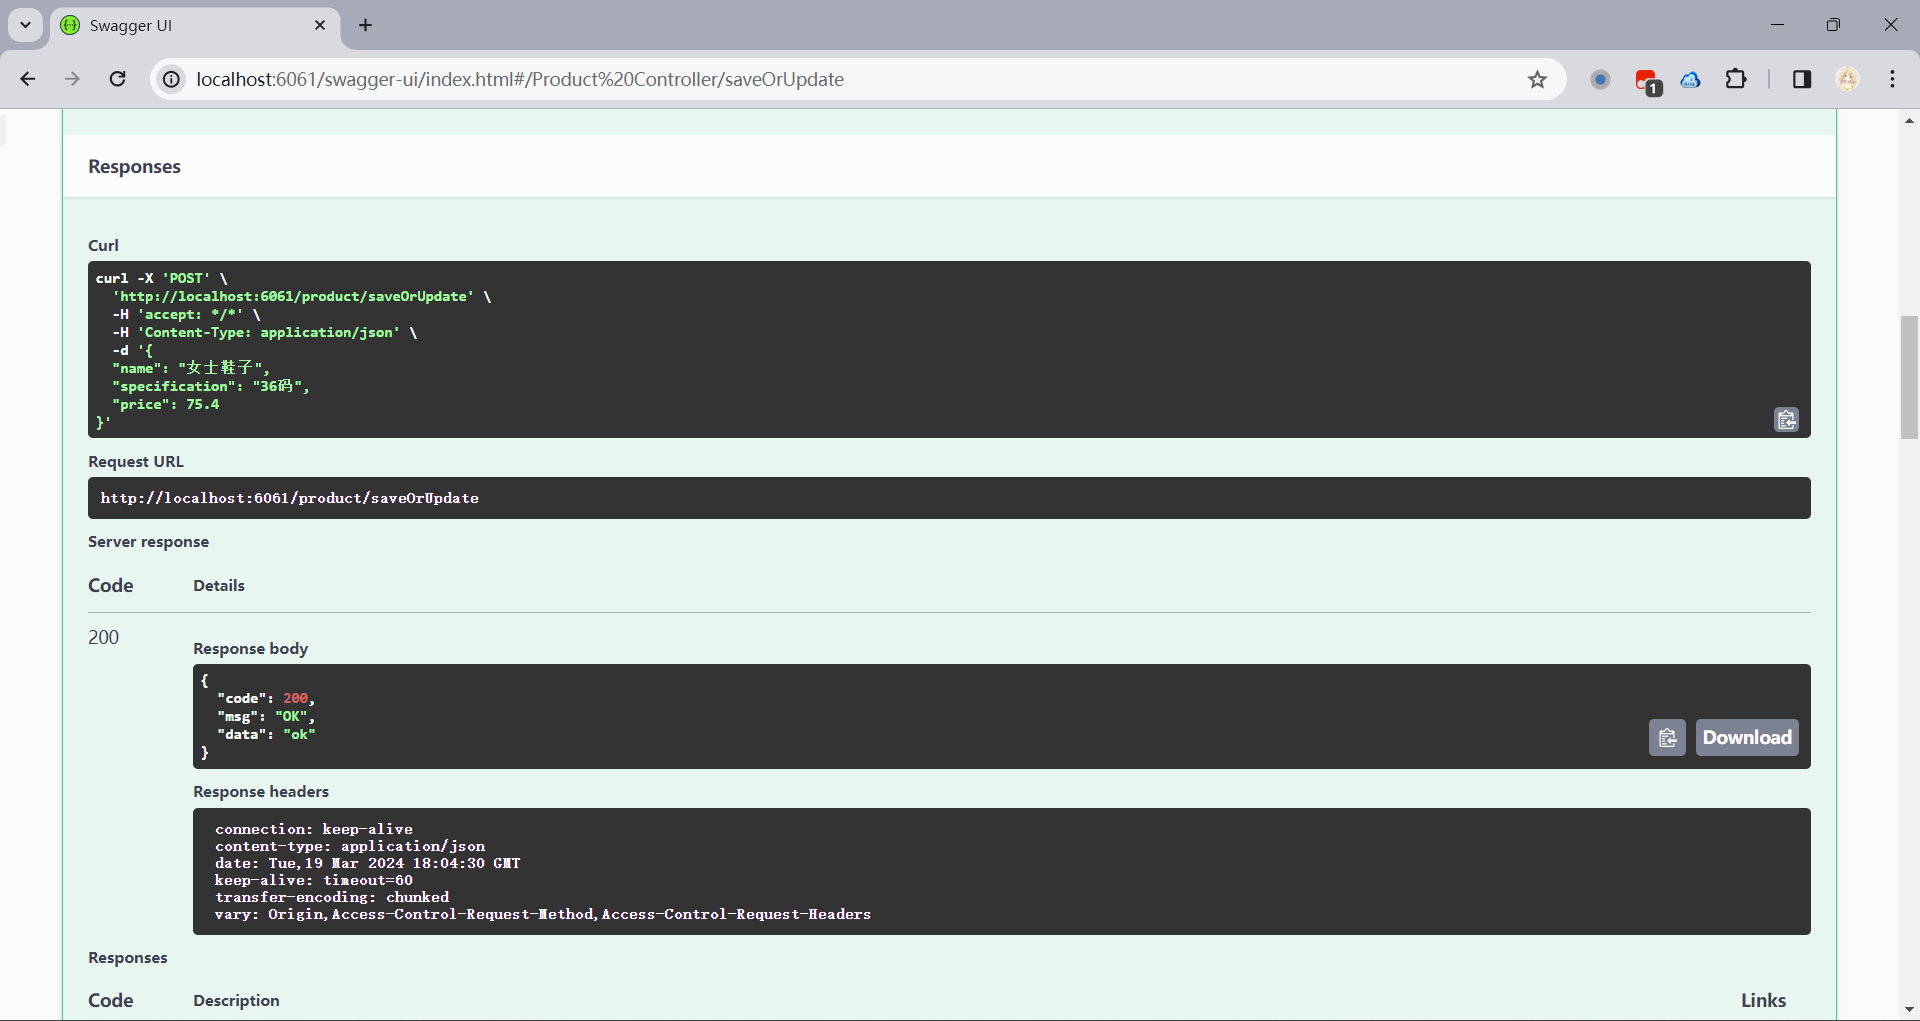 Swagger UI
localhost:6061/swagger-ui/index.html#/Product%20Controller/saveOrUpdate
1
Responses
Curl
curl -X 'POST' \
'http://localhost:6061/product/saveOrUpdate' \
-H 'accept: */*' \
-H 'Content-Type: application/json' \
-d '{
"name": "女士鞋子",
"specification": "36码",
"price": 75.4
}'
Request URL
http://localhost:6061/product/saveOrUpdate
Server response
Code Details
200
Response body
{
"code": 200,
"msg": "OK",
"data": "ok"
}
Download
Response headers
connection: keep-alive
content-type: application/json
date: Tue,19 Mar 2024 18:04:30 GMT
keep-alive: timeout=60
transfer-encoding: chunked
vary: Origin,Access-Control-Request-Method,Access-Control-Request-Headers
Responses
Code Description Links